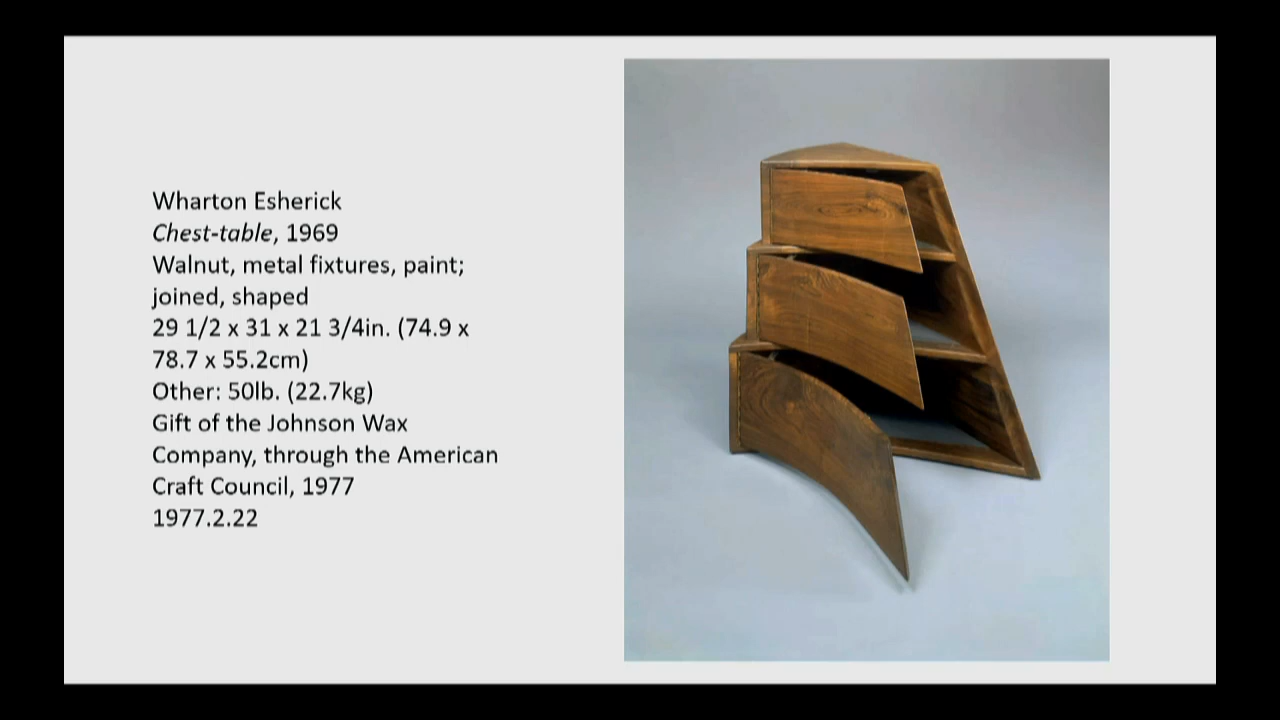 Wharton Esherick
Chest-table, 1969
Walnut, metal fixtures, paint;
joined, shaped
29 1/2 x 31 x 21 3/4in. (74.9 x
78.7 x 55.2cm)
Other: 50lb. (22.7kg)
Gift of the Johnson Wax
Company, through the American
Craft Council, 1977
1977.2.22